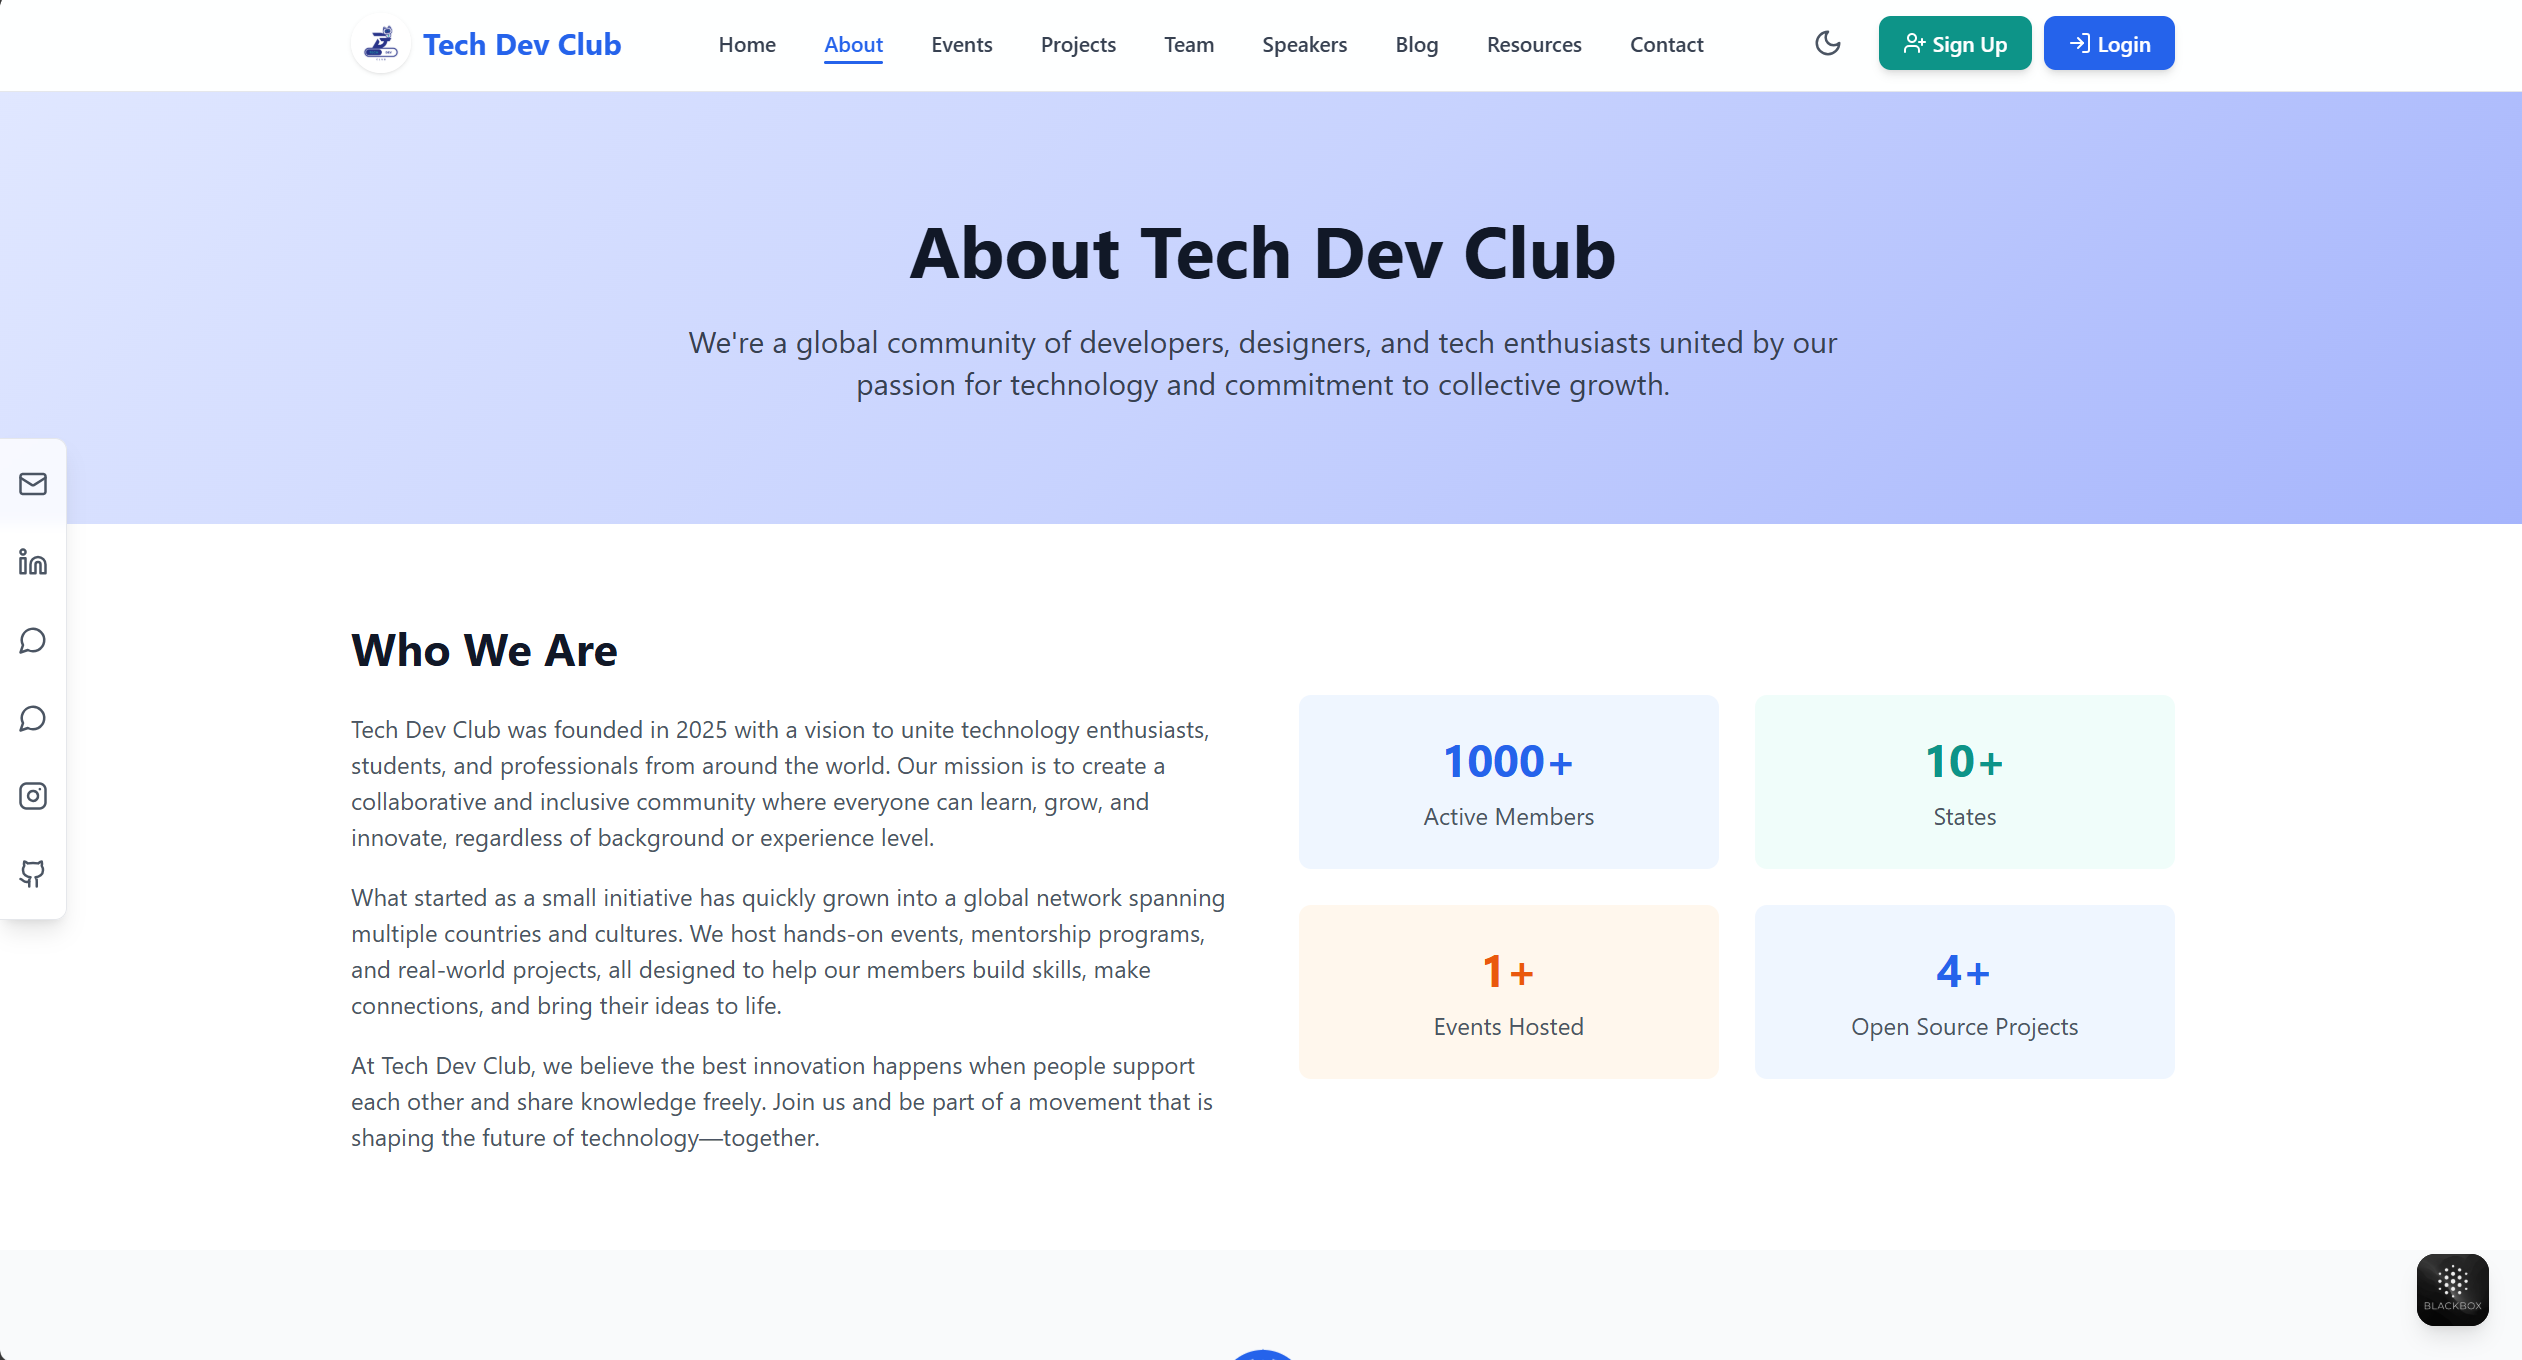 Tech Dev Club
Home
About
Events
Projects
Team
Speakers
Blog
Resources
Contact
Sign Up
Login
About Tech Dev Club
We're a global community of developers, designers, and tech enthusiasts united by our
passion for technology and commitment to collective growth.
Who We Are
Tech Dev Club was founded in 2025 with a vision to unite technology enthusiasts,
students, and professionals from around the world. Our mission is to create a
collaborative and inclusive community where everyone can learn, grow, and
innovate, regardless of background or experience level.
What started as a small initiative has quickly grown into a global network spanning
multiple countries and cultures. We host hands-on events, mentorship programs,
and real-world projects, all designed to help our members build skills, make
connections, and bring their ideas to life.
At Tech Dev Club, we believe the best innovation happens when people support
each other and share knowledge freely. Join us and be part of a movement that is
shaping the future of technology—together.
1000+
Active Members
10+
States
1+
Events Hosted
4+
Open Source Projects
BLACKBOX